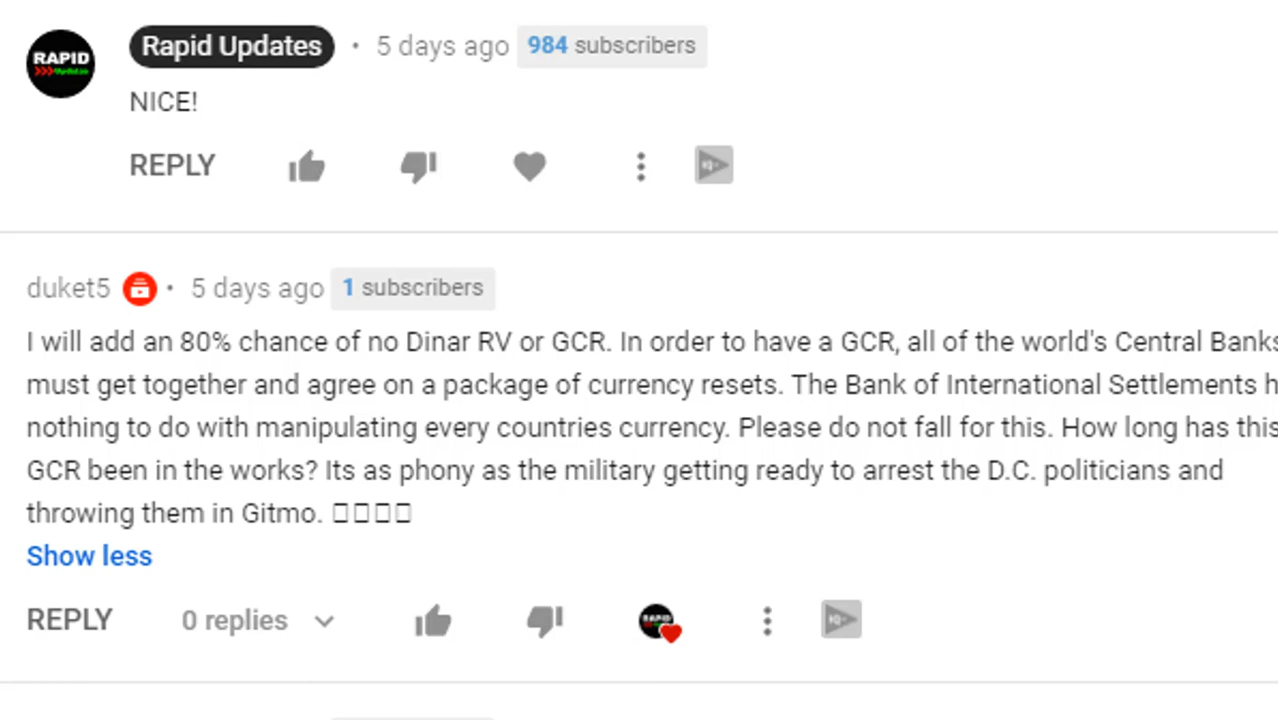 RAPID
Rapid Updates • 5 days ago 984 subscribers
NICE!
REPLY
duket5 • 5 days ago 1 subscribers
I will add an 80% chance of no Dinar RV or GCR. In order to have a GCR, all of the world's Central Banks
must get together and agree on a package of currency resets. The Bank of International Settlements h
nothing to do with manipulating every countries currency. Please do not fall for this. How long has this
GCR been in the works? Its as phony as the military getting ready to arrest the D.C. politicians and
throwing them in Gitmo. □□□□
Show less
REPLY 0 replies